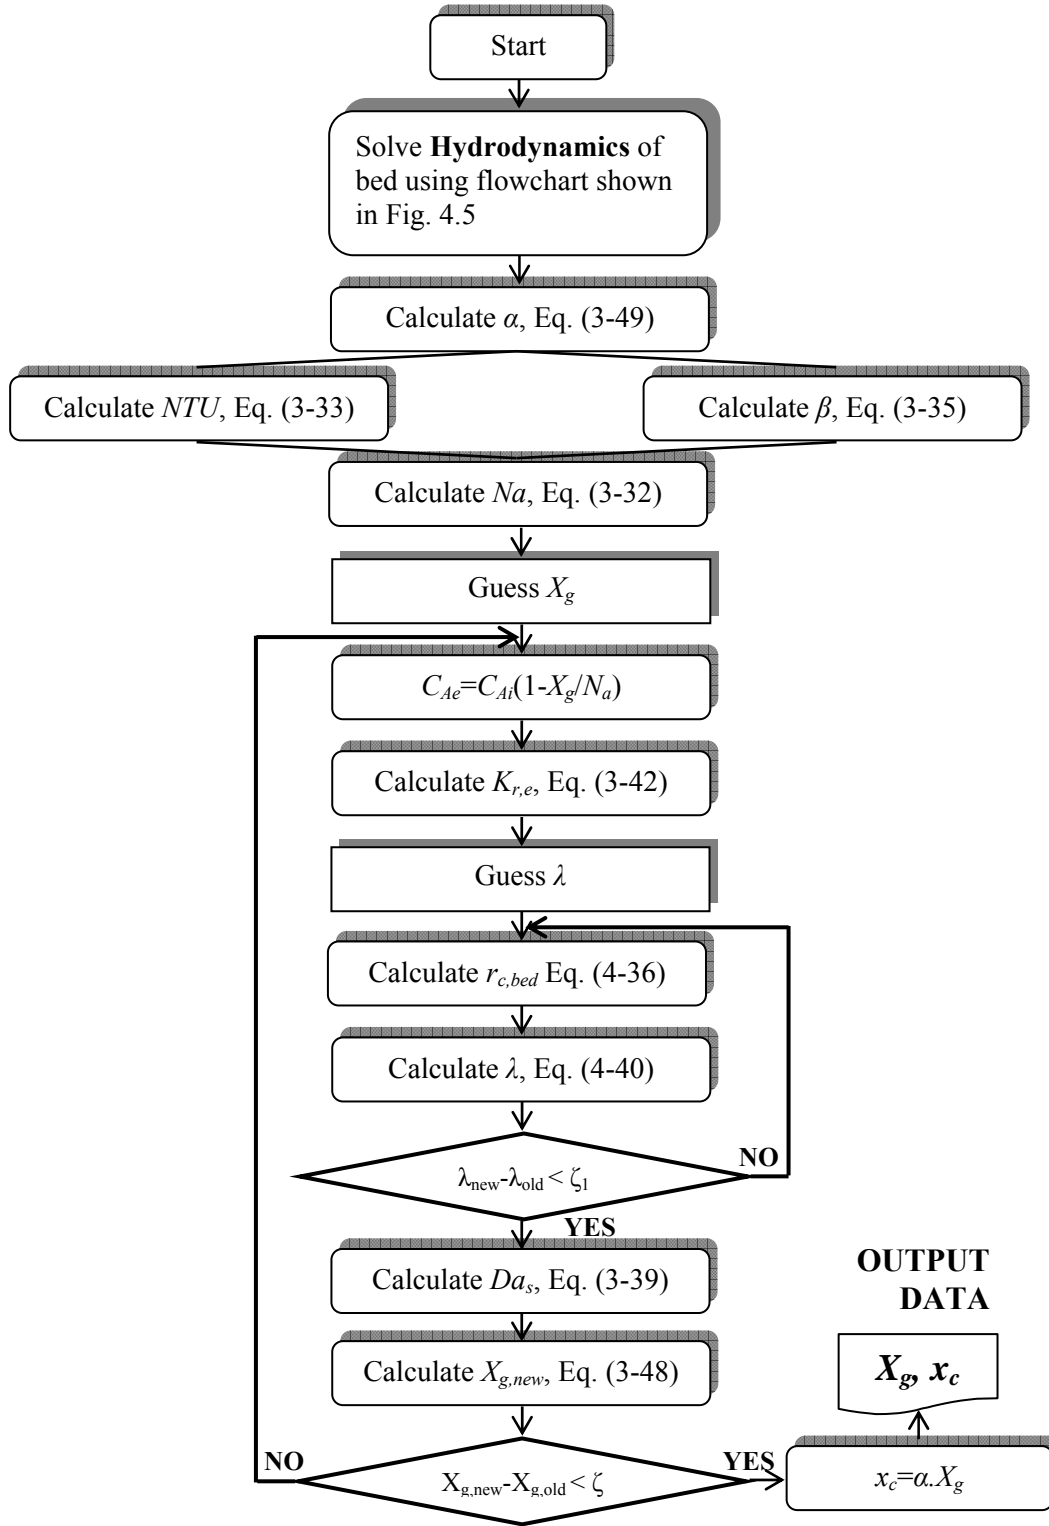 Start
Solve Hydrodynamics of
bed using flowchart shown
in Fig. 4.5
Calculate α, Eq. (3-49)
Calculate NTU, Eq. (3-33)
Calculate β, Eq. (3-35)
Calculate Na, Eq. (3-32)
Guess Xg
CAe=CAi(1-Xg/Na)
Calculate Kr,e, Eq. (3-42)
Guess λ
Calculate rc,bed Eq. (4-36)
Calculate λ, Eq. (4-40)
λnew-λold < ζ1
NO
YES
Calculate Das, Eq. (3-39)
Calculate Xg,new, Eq. (3-48)
Xg,new-Xg,old < ζ
NO
YES
xc=α.Xg
OUTPUT
DATA
Xg, xc